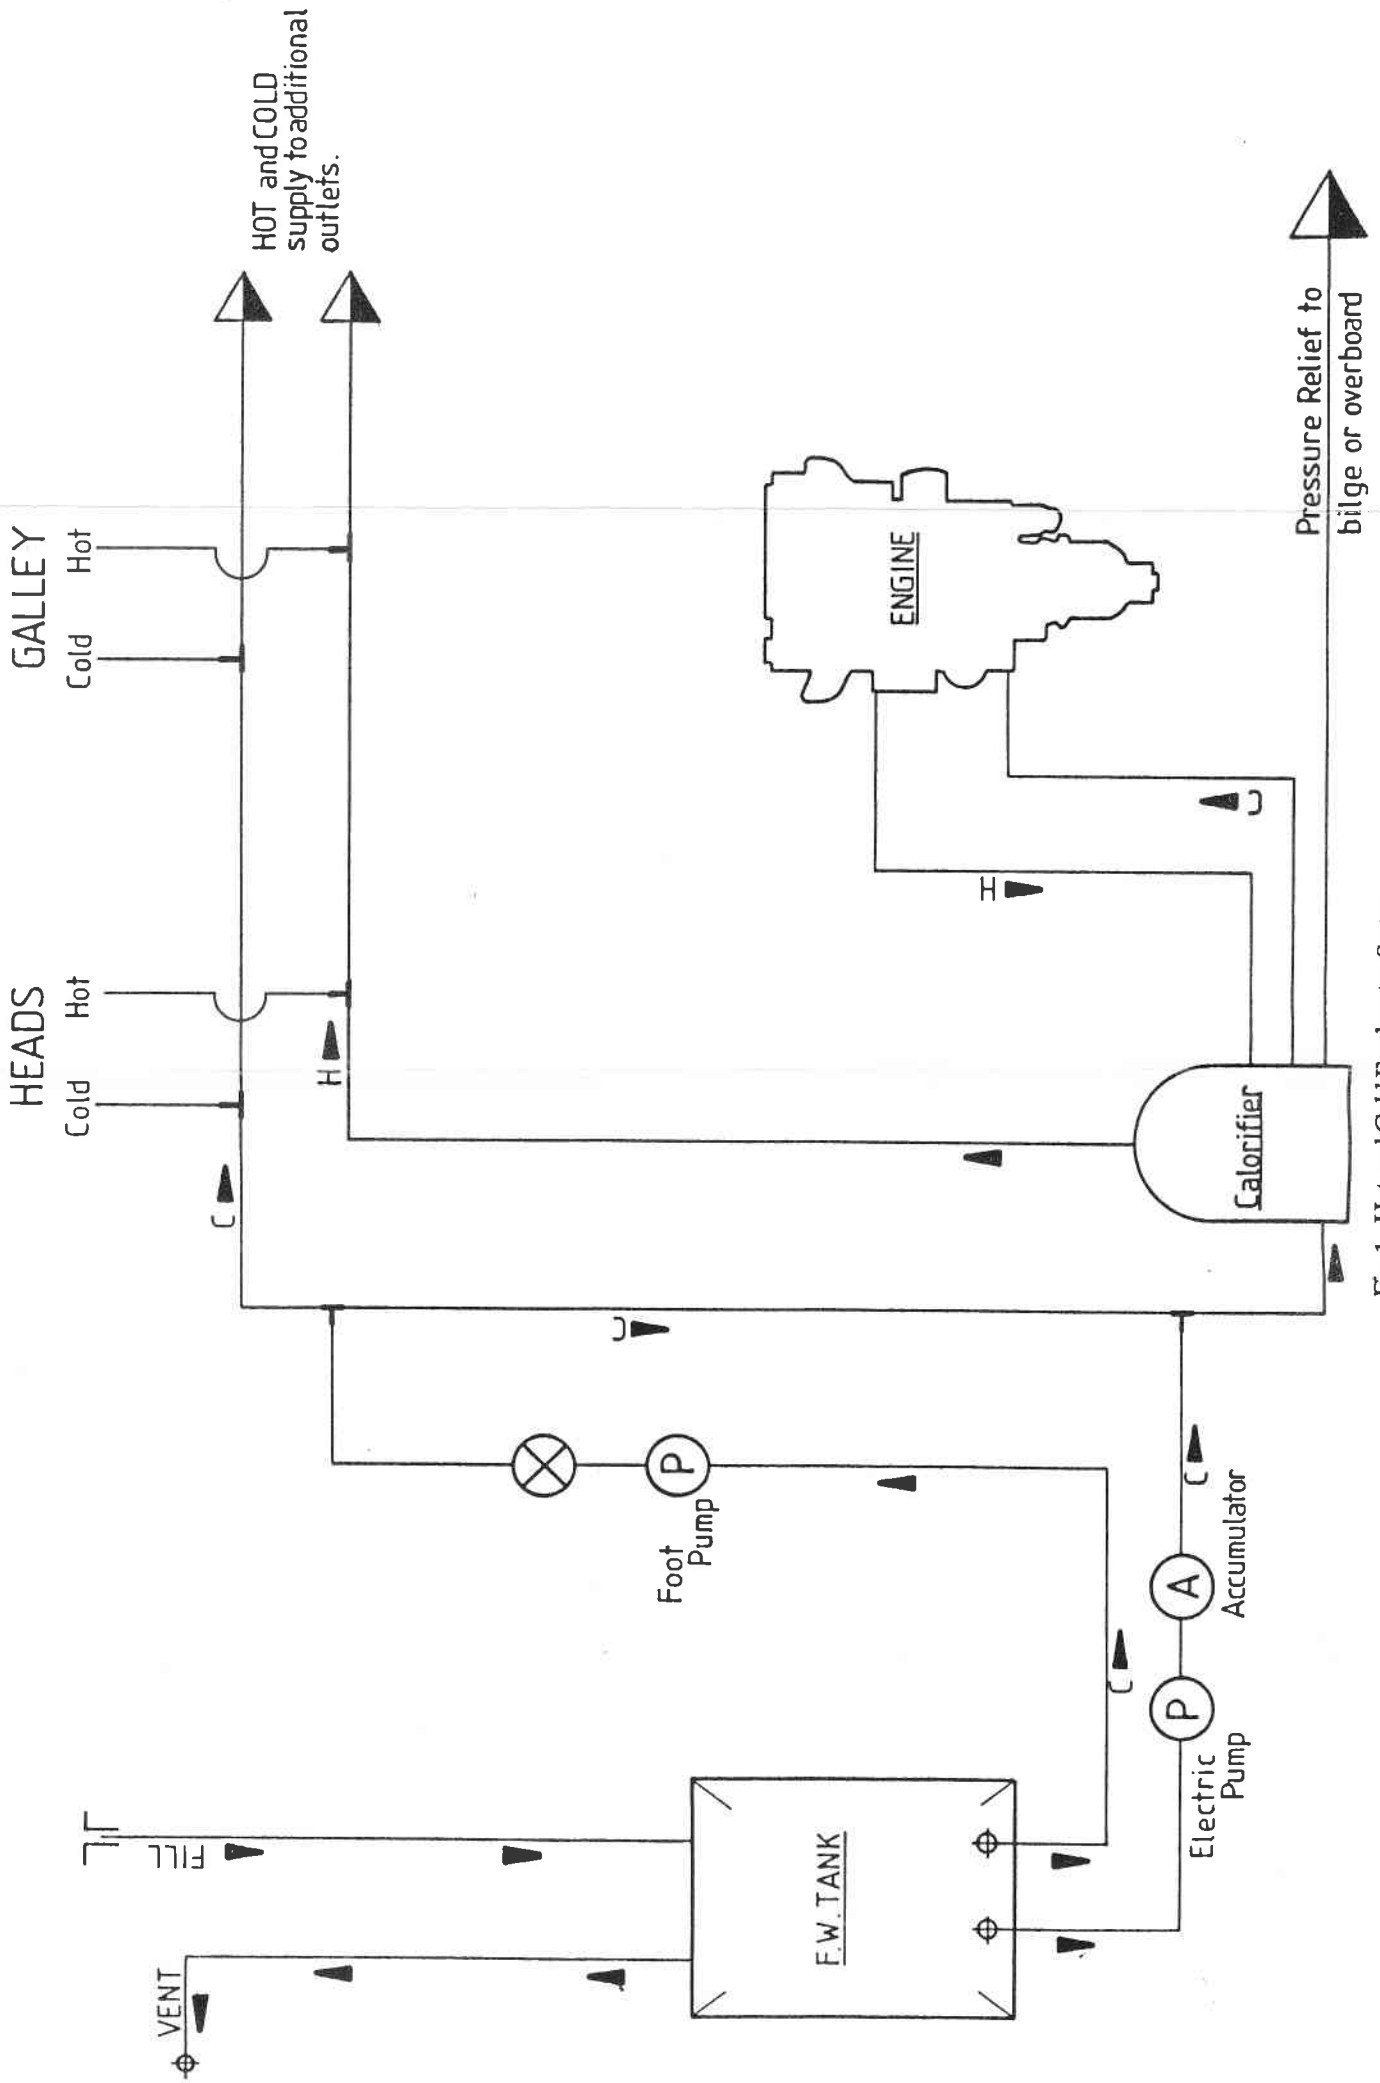 HEADS
Cold
Hot
GALLEY
Cold
Hot
HOT and COLD
supply to additional
outlets.
C
H
VENT
FILL
Foot
Pump
P
C
F.W. TANK
C
Electric
Pump
P
A
Accumulator
C
Calorifier
H
C
ENGINE
Pressure Relief to
bilge or overboard